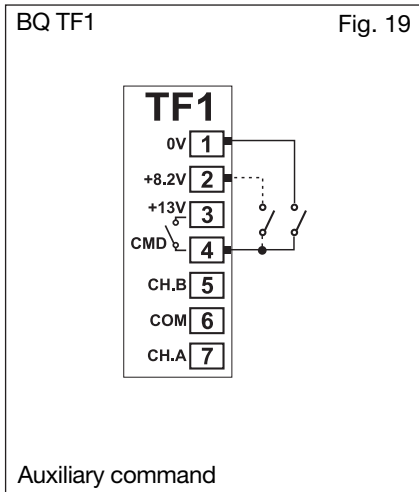 BQ TF1 Fig. 19
TF1
0V 1
+8.2V 2
+13V 3
CMD 4
CH.B 5
COM 6
CH.A 7
Auxiliary command